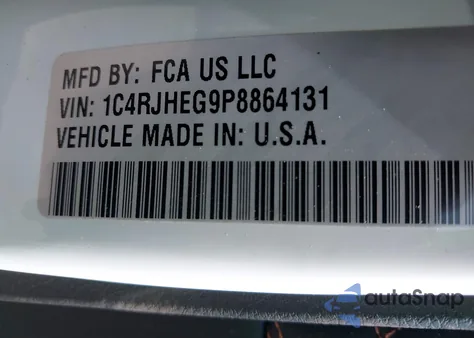 MFD BY: FCA US LLC
VIN: 1C4RJHEG9P8864131
VEHICLE MADE IN: U.S.A.
autoSnap